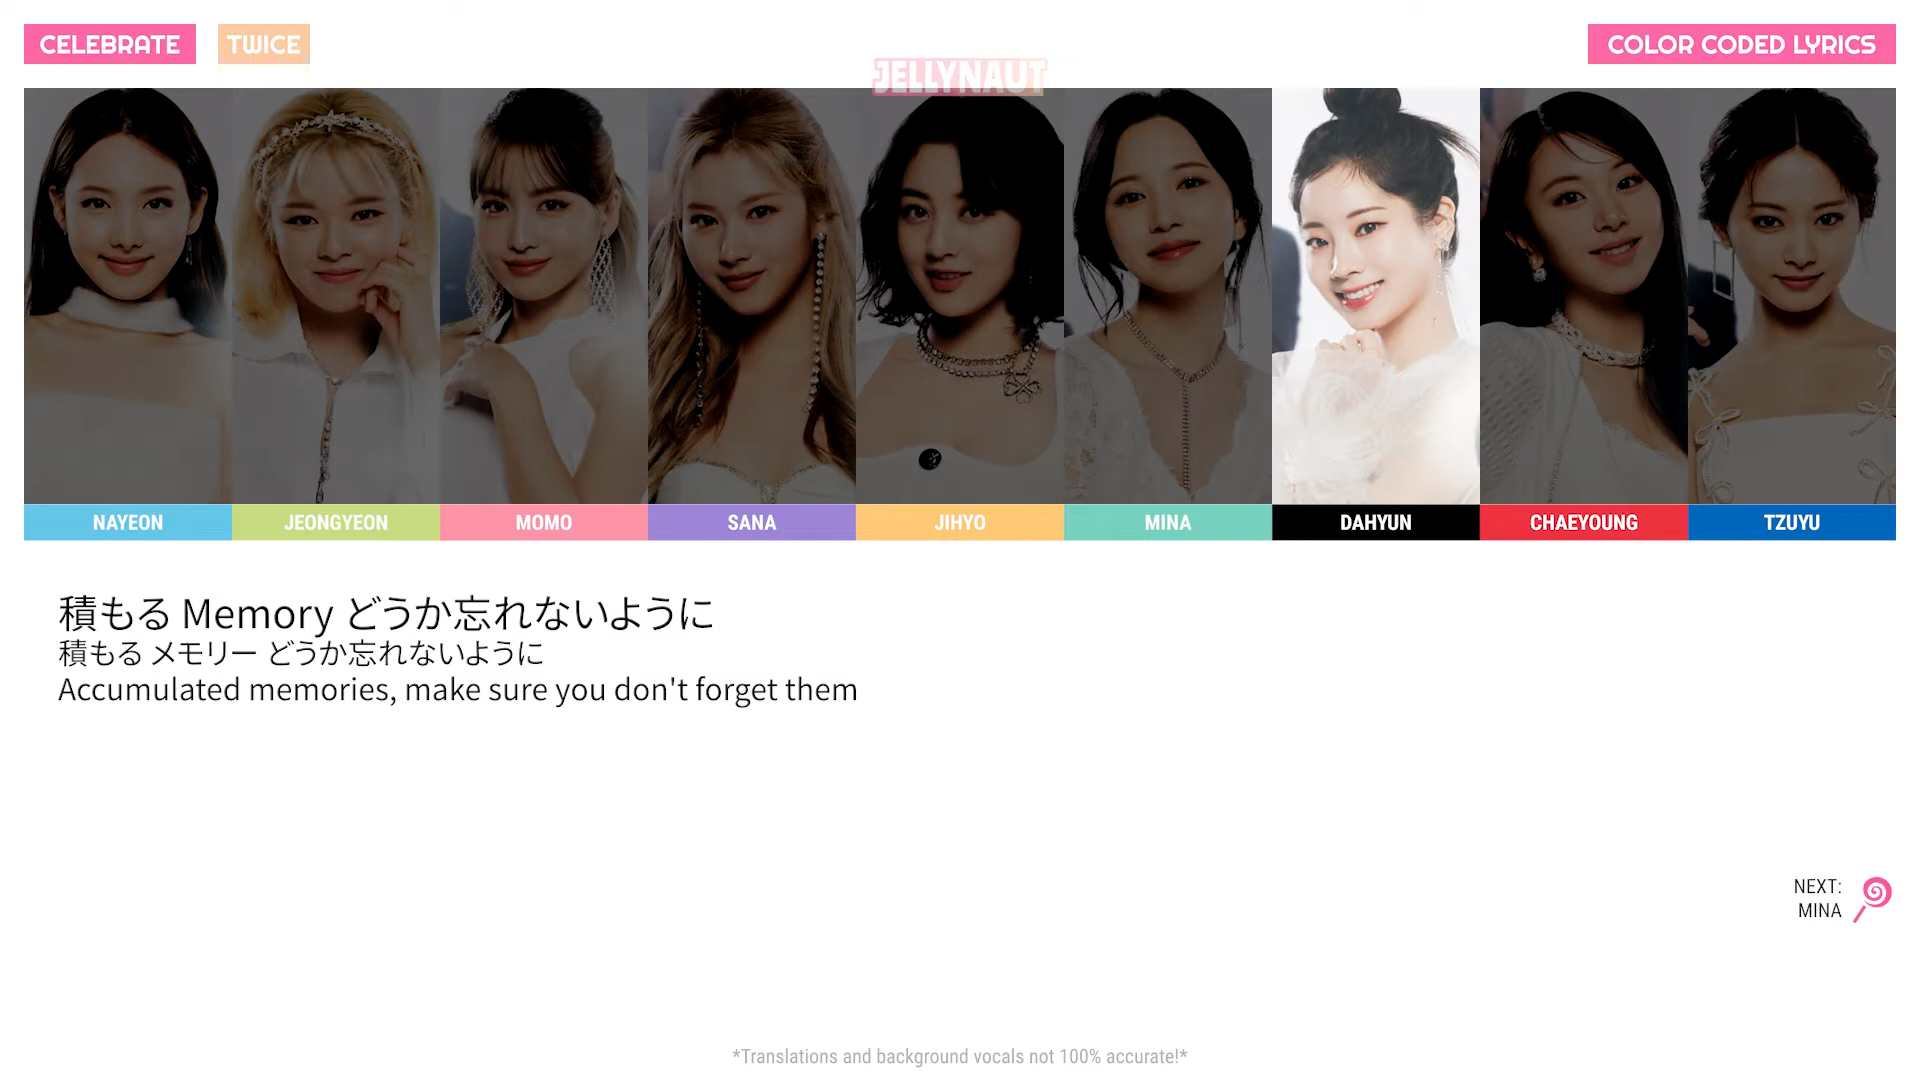 CELEBRATE
TWICE
COLOR CODED LYRICS
JELLYNAUT
NAYEON
JEONGYEON
MOMO
SANA
JIHYO
MINA
DAHYUN
CHAEYOUNG
TZUYU
積もる Memory どうか忘れないように
積もる メモリー どうか忘れないように
Accumulated memories, make sure you don't forget them
NEXT:
MINA
*Translations and background vocals not 100% accurate!*